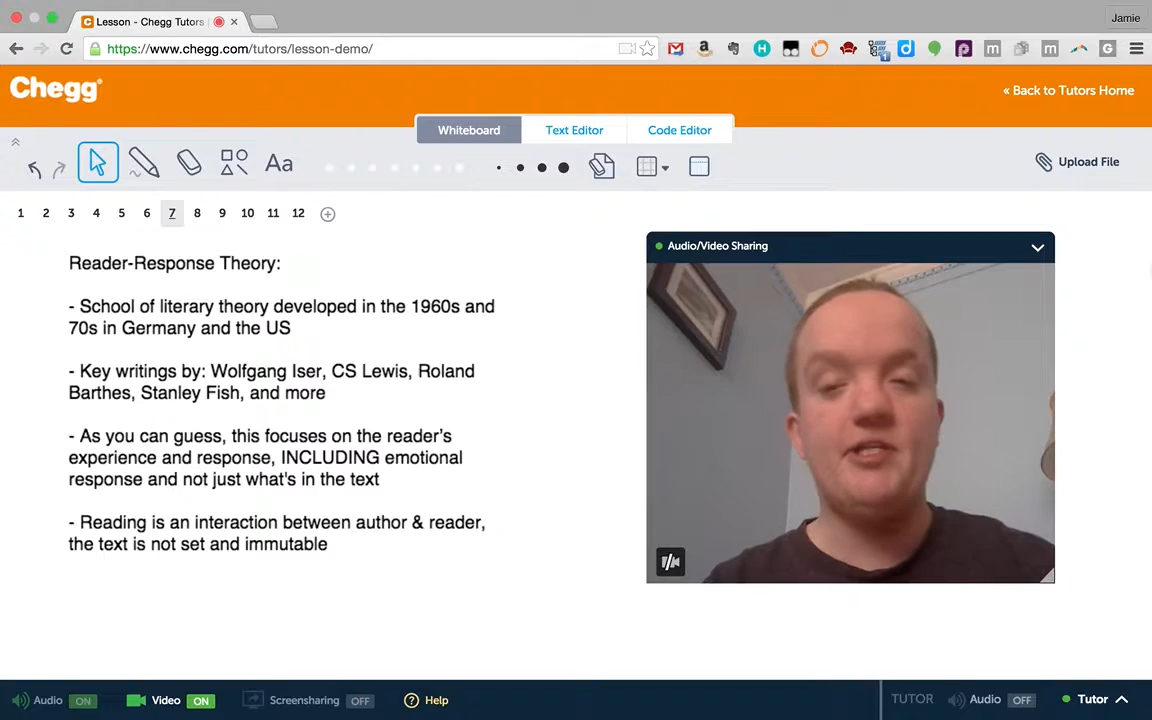 Lesson - Chegg Tutors
Jamie
https://www.chegg.com/tutors/lesson-demo/
Chegg®
« Back to Tutors Home
Whiteboard Text Editor Code Editor
Aa
Upload File
1 2 3 4 5 6 7 8 9 10 11 12
Audio/Video Sharing
Reader-Response Theory:
- School of literary theory developed in the 1960s and
70s in Germany and the US
- Key writings by: Wolfgang Iser, CS Lewis, Roland
Barthes, Stanley Fish, and more
- As you can guess, this focuses on the reader’s
experience and response, INCLUDING emotional
response and not just what's in the text
- Reading is an interaction between author & reader,
the text is not set and immutable
Audio ON Video ON Screensharing OFF ? Help TUTOR Audio OFF Tutor